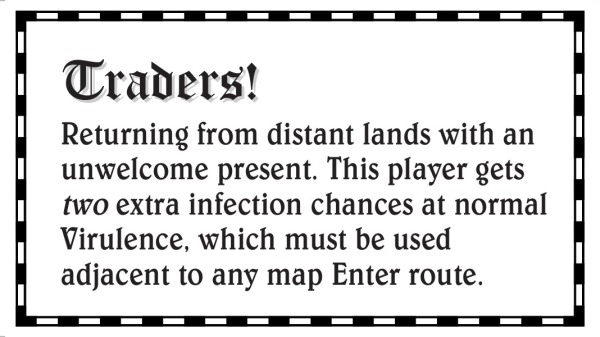 Traders!
Returning from distant lands with an
unwelcome present. This player gets
two extra infection chances at normal
Virulence, which must be used
adjacent to any map Enter route.